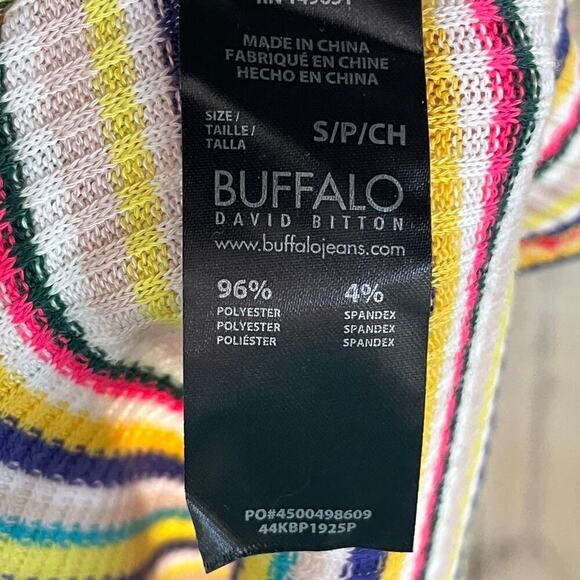 MADE IN CHINA
FABRIQUÉ EN CHINE
HECHO EN CHINA
SIZE /
TAILLE /
TALLA
S/P/CH
BUFFALO
DAVID BITTON
www.buffalojeans.com
96% 4%
POLYESTER SPANDEX
POLYESTER SPANDEX
POLIÉSTER SPANDEX
PO#4500498609
44KBP1925P